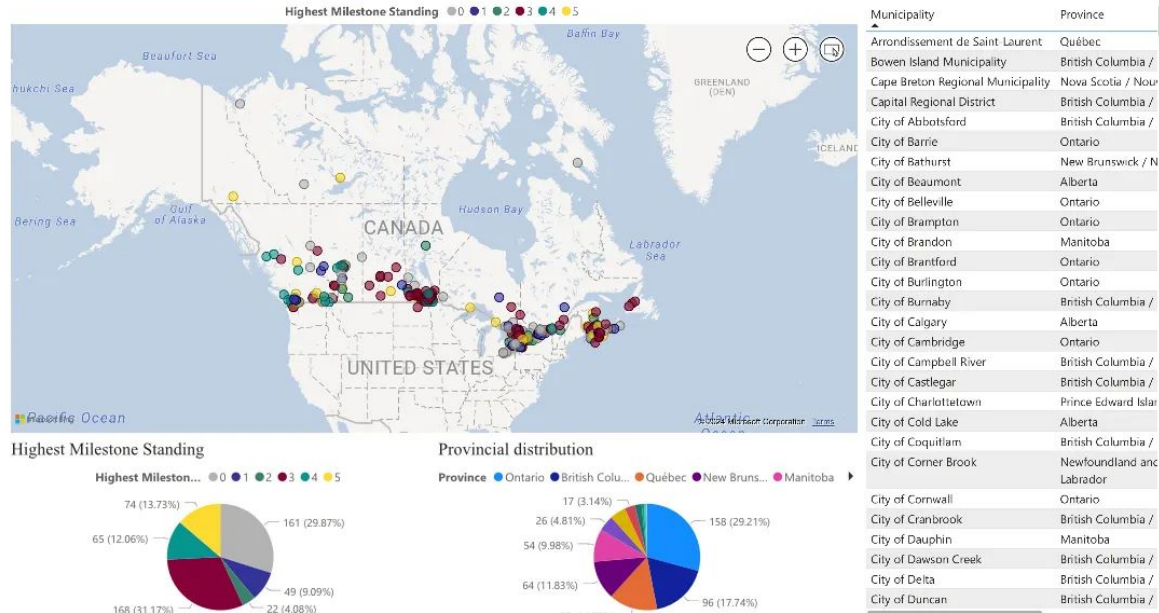 Highest Milestone Standing 0 1 2 3 4 5
Baffin Bay
Beaufort Sea
hukchi Sea
GREENLAND
(DEN)
ICELAND
Gulf
of Alaska
Bering Sea
Hudson Bay
CANADA
Labrador
Sea
UNITED STATES
Pacific Ocean
Atlantic
Ocean
© 2024 Microsoft Corporation Terms
Municipality Province
Arrondissement de Saint-Laurent Québec
Bowen Island Municipality British Columbia /
Cape Breton Regional Municipality Nova Scotia / Nou
Capital Regional District British Columbia /
City of Abbotsford British Columbia /
City of Barrie Ontario
City of Bathurst New Brunswick / N
City of Beaumont Alberta
City of Belleville Ontario
City of Brampton Ontario
City of Brandon Manitoba
City of Brantford Ontario
City of Burlington Ontario
City of Burnaby British Columbia /
City of Calgary Alberta
City of Cambridge Ontario
City of Campbell River British Columbia /
City of Castlegar British Columbia /
City of Charlottetown Prince Edward Islan
City of Cold Lake Alberta
City of Coquitlam British Columbia /
City of Corner Brook Newfoundland and
Labrador
City of Cornwall Ontario
City of Cranbrook British Columbia /
City of Dauphin Manitoba
City of Dawson Creek British Columbia /
City of Delta British Columbia /
City of Duncan British Columbia /
Highest Milestone Standing
Highest Mileston... 0 1 2 3 4 5
74 (13.73%)
161 (29.87%)
65 (12.06%)
49 (9.09%)
168 (31.17%)
22 (4.08%)
Provincial distribution
Province Ontario British Colu... Québec New Bruns... Manitoba
17 (3.14%)
26 (4.81%)
158 (29.21%)
54 (9.98%)
64 (11.83%)
96 (17.74%)